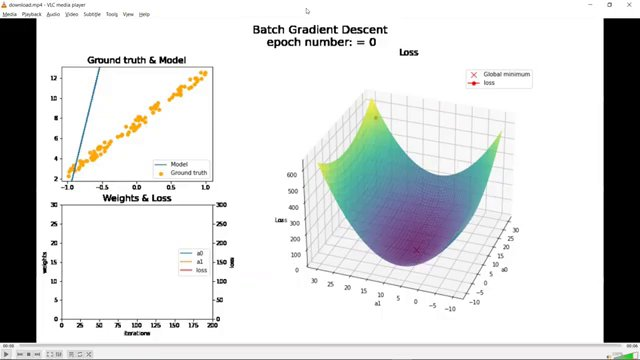 download.mp4 - VLC media player
Media Playback Audio Video Subtitle Tools View Help
Batch Gradient Descent
epoch number: = 0
Ground truth & Model
12
10
8
6
4
2
Model
Ground truth
−1.0 −0.5 0.0 0.5 1.0
Weights & Loss
30
25
20
15
10
5
0
weights
300
250
200
150
100
50
0
loss
a0
a1
loss
0 25 50 75 100 125 150 175 200
iterations
Loss
Global minimum
loss
600
500
400
300
200
100
0
Loss
30 25 20 15 10 5 0 −5 −10
a1
30
25
20
15
10
5
0
−5
−10
a0
00:00
00:06